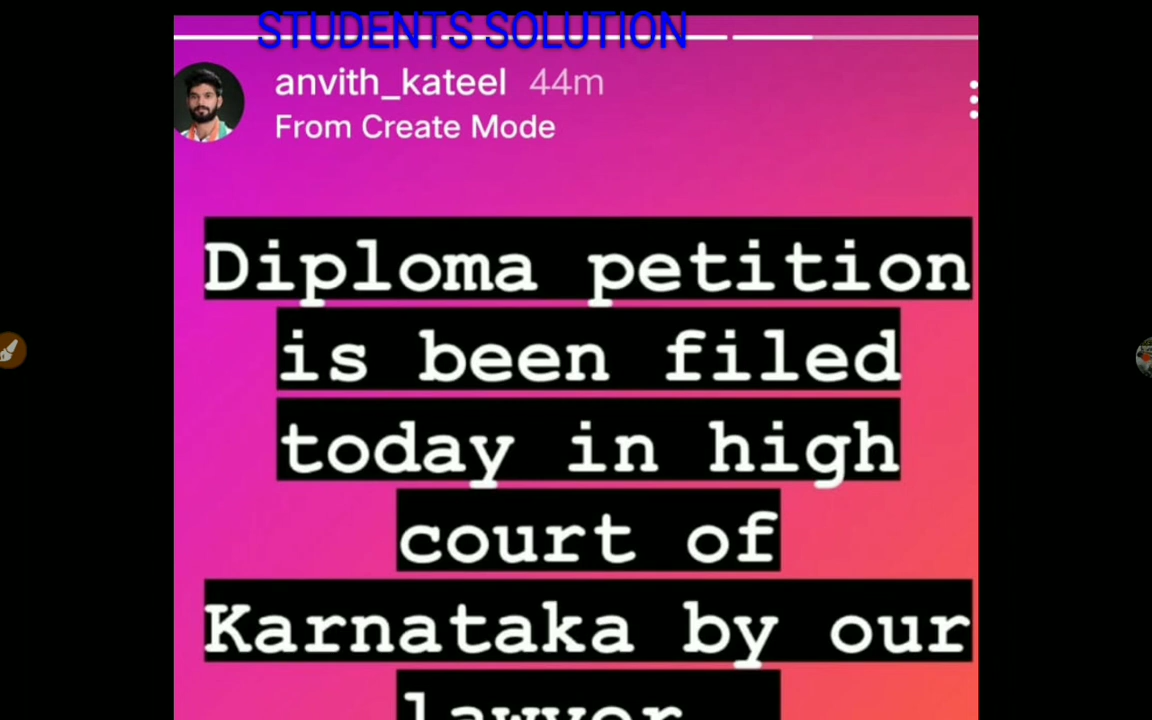 STUDENTS SOLUTION
anvith_kateel 44m
From Create Mode
Diploma petition
is been filed
today in high
court of
Karnataka by our
lawyer